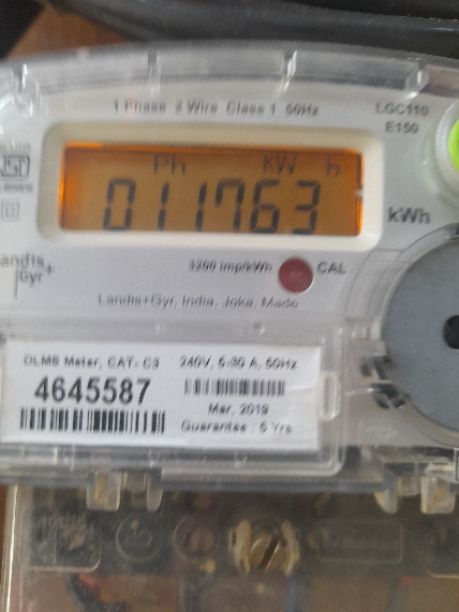 1 Phase 2 Wire Class 1 50Hz
LGC110
E150
Ph kW h
011763
kWh
Landis+
Gyr
3200 imp/kWh
CAL
Landis+Gyr, India, Joka, Made
DLMS Meter, CAT- C3 240V, 5-30 A, 50Hz
4645587
Mar, 2019
Guarantee : 5 Yrs